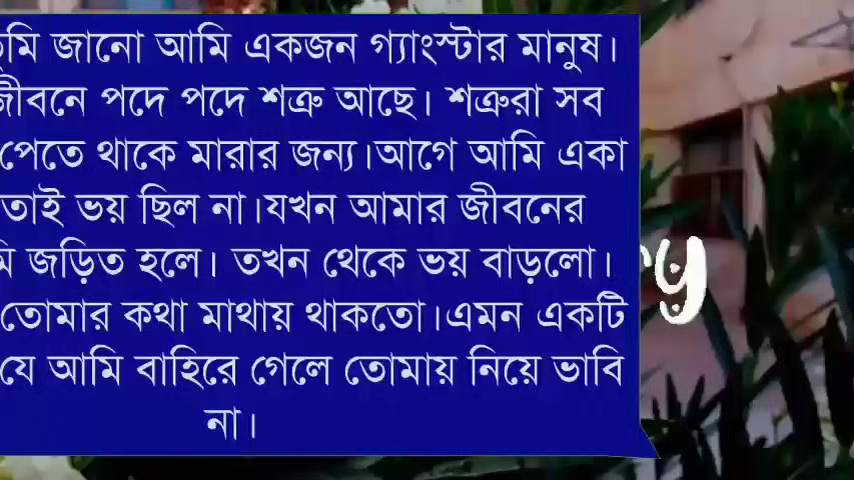 জানো আমি একজন গ্যাংস্টার মানুষ।
জীবনে পদে পদে শত্রু আছে। শত্রুরা সব
পেতে থাকে মারার জন্য।আগে আমি একা
তাই ভয় ছিল না।যখন আমার জীবনের
জড়িত হলে। তখন থেকে ভয় বাড়লো।
তোমার কথা মাথায় থাকতো।এমন একটি
যে আমি বাহিরে গেলে তোমায় নিয়ে ভাবি
না।